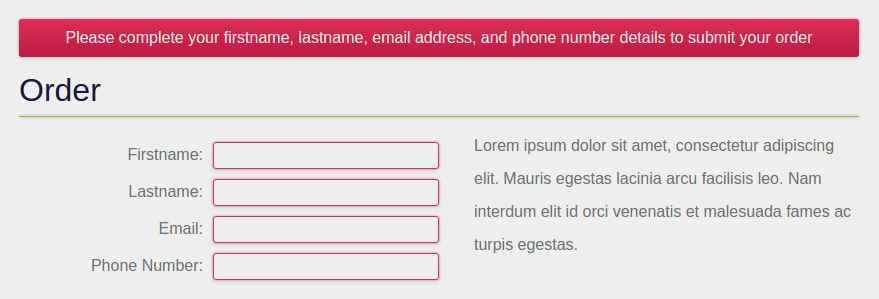 Please complete your firstname, lastname, email address, and phone number details to submit your order
Order
Firstname:
Lastname:
Email:
Phone Number:
Lorem ipsum dolor sit amet, consectetur adipiscing
elit. Mauris egestas lacinia arcu facilisis leo. Nam
interdum elit id orci venenatis et malesuada fames ac
turpis egestas.